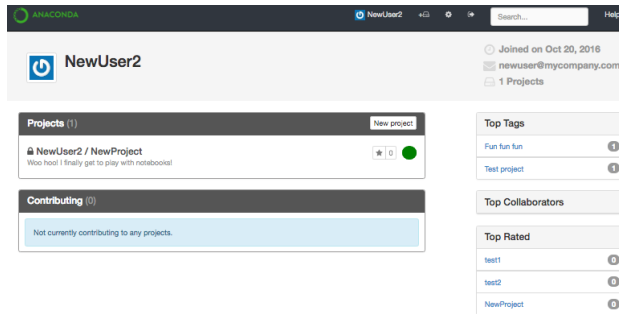 ANACONDA
NewUser2
Search...
Help
NewUser2
Joined on Oct 20, 2016
newuser@mycompany.com
1 Projects
Projects (1)
New project
NewUser2 / NewProject
0
Woo hoo! I finally get to play with notebooks!
Contributing (0)
Not currently contributing to any projects.
Top Tags
Fun fun fun
1
Test project
1
Top Collaborators
Top Rated
test1
0
test2
0
NewProject
0